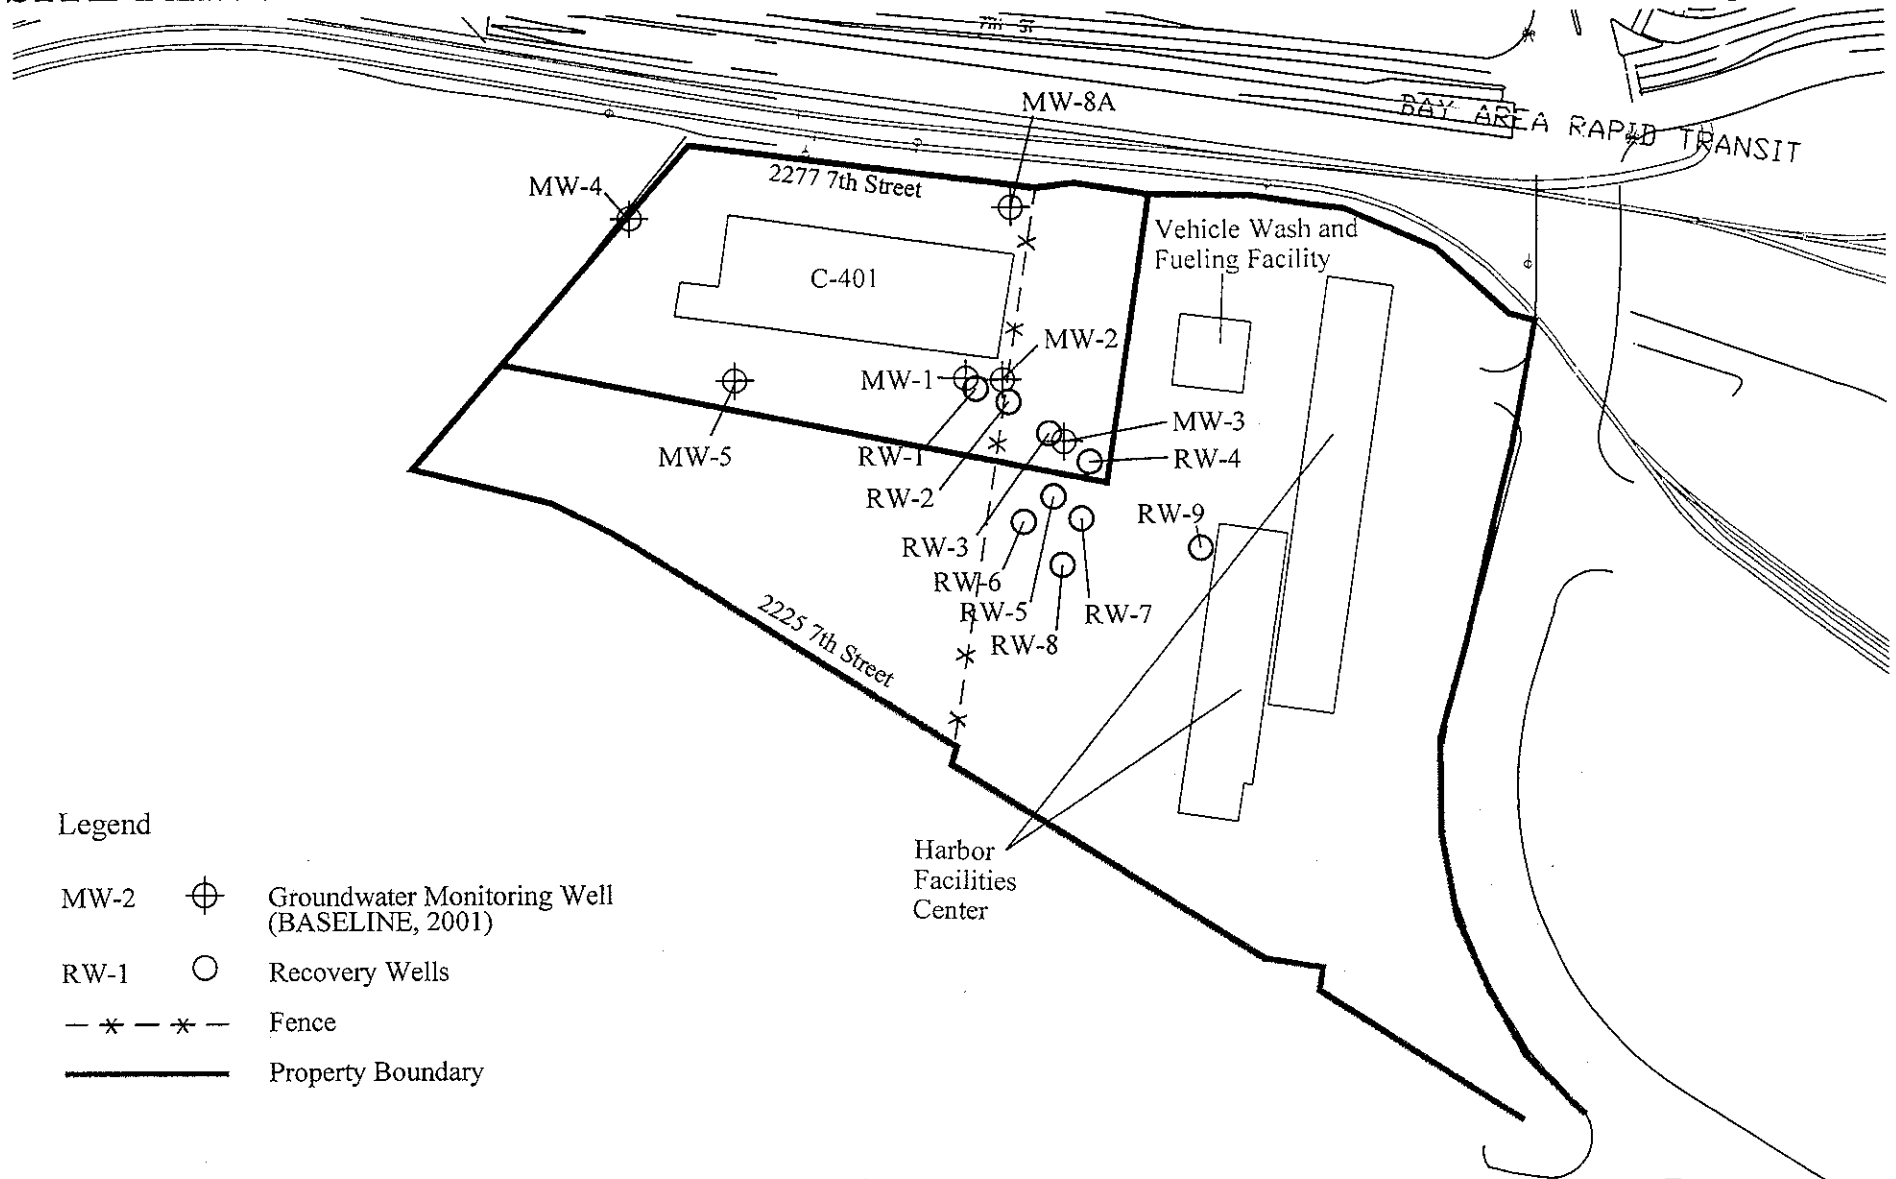 7TH ST
BAY AREA RAPID TRANSIT
MW-8A
MW-4
2277 7th Street
Vehicle Wash and
Fueling Facility
C-401
MW-2
MW-1
MW-3
MW-5
RW-1
RW-4
RW-2
RW-9
RW-3
RW-6
RW-5
RW-7
RW-8
2225 7th Street
Harbor
Facilities
Center
Legend
MW-2
Groundwater Monitoring Well
(BASELINE, 2001)
RW-1
Recovery Wells
Fence
Property Boundary